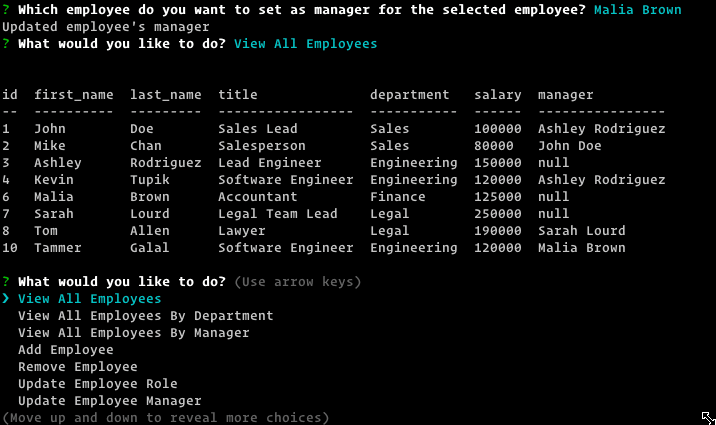 ? Which employee do you want to set as manager for the selected employee? Malia Brown
Updated employee's manager
? What would you like to do? View All Employees
id  first_name  last_name  title              department   salary  manager
--  ----------  ---------  -----------------  -----------  ------  ----------------
1   John        Doe        Sales Lead         Sales        100000  Ashley Rodriguez
2   Mike        Chan       Salesperson        Sales        80000   John Doe
3   Ashley      Rodriguez  Lead Engineer      Engineering  150000  null
4   Kevin       Tupik      Software Engineer  Engineering  120000  Ashley Rodriguez
6   Malia       Brown      Accountant         Finance      125000  null
7   Sarah       Lourd      Legal Team Lead    Legal        250000  null
8   Tom         Allen      Lawyer             Legal        190000  Sarah Lourd
10  Tammer      Galal      Software Engineer  Engineering  120000  Malia Brown
? What would you like to do? (Use arrow keys)
❯ View All Employees
  View All Employees By Department
  View All Employees By Manager
  Add Employee
  Remove Employee
  Update Employee Role
  Update Employee Manager
(Move up and down to reveal more choices)